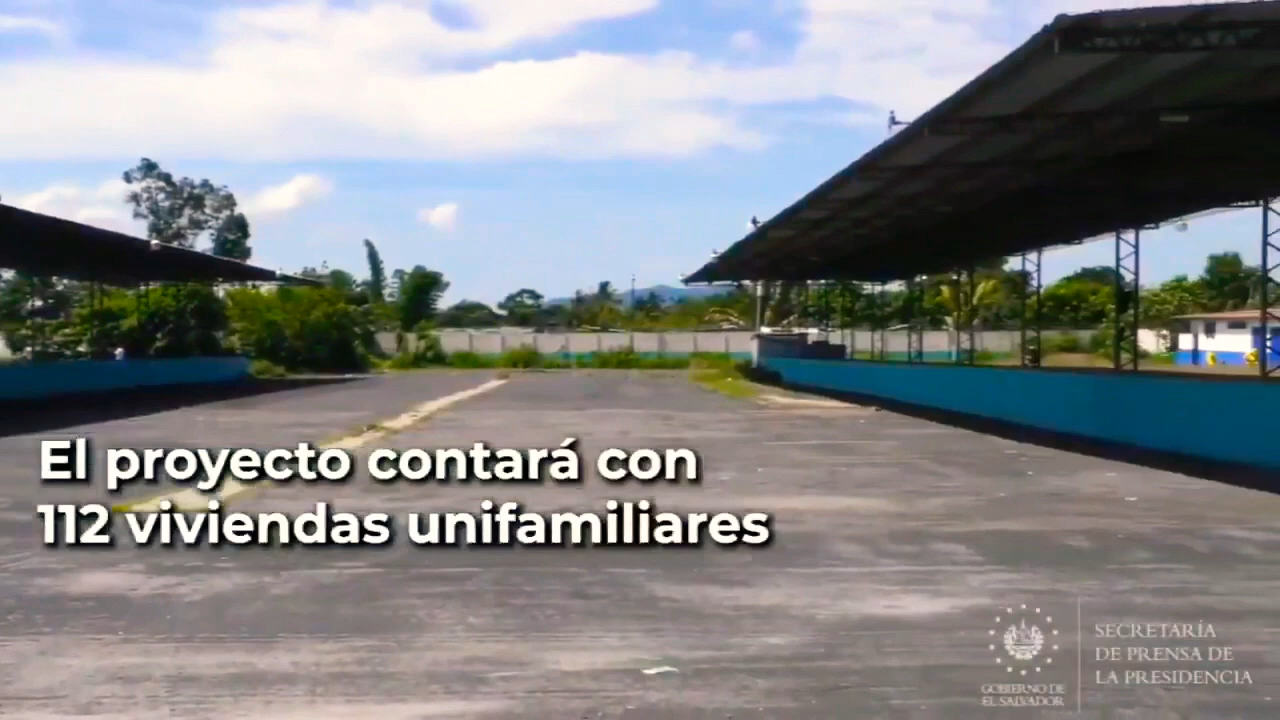 El proyecto contará con
112 viviendas unifamiliares
SECRETARÍA
DE PRENSA DE
LA PRESIDENCIA
GOBIERNO DE
EL SALVADOR